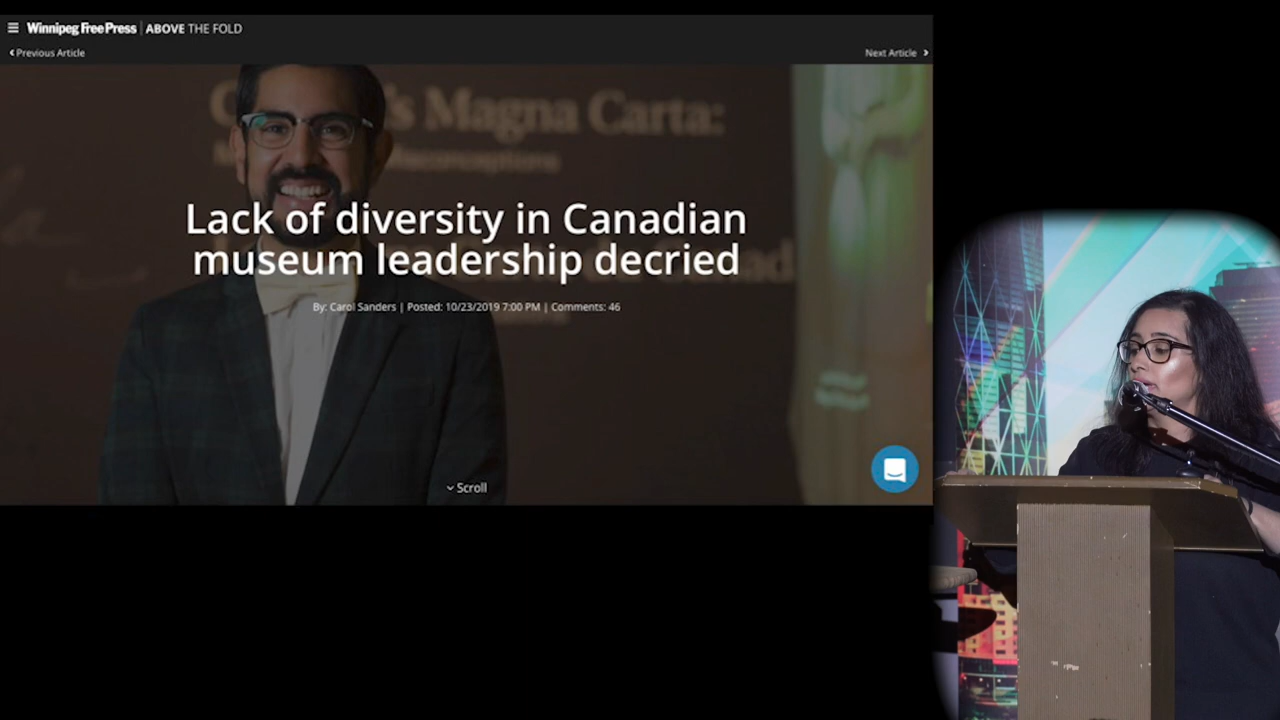 Winnipeg Free Press | ABOVE THE FOLD
Previous Article
Next Article
's Magna Carta:
Lack of diversity in Canadian
museum leadership decried
By: Carol Sanders | Posted: 10/23/2019 7:00 PM | Comments: 46
Scroll